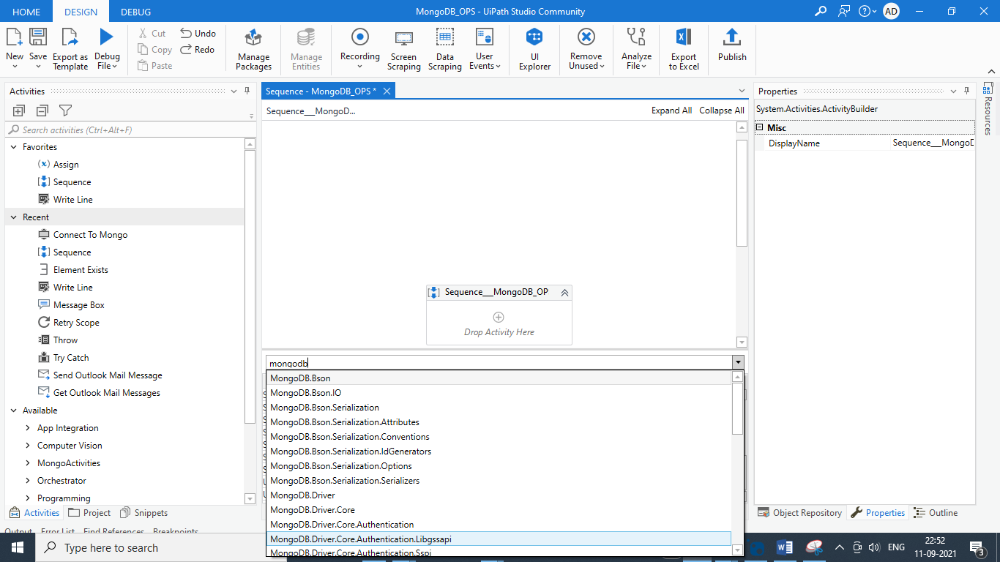 HOME DESIGN DEBUG MongoDB_OPS - UiPath Studio Community AD
New Save Export as Template Debug File Cut Copy Paste Undo Redo Manage Packages Manage Entities Recording Screen Scraping Data Scraping User Events UI Explorer Remove Unused Analyze File Export to Excel Publish
Activities
Search activities (Ctrl+Alt+F)
Favorites
Assign
Sequence
Write Line
Recent
Connect To Mongo
Sequence
Element Exists
Write Line
Message Box
Retry Scope
Throw
Try Catch
Send Outlook Mail Message
Get Outlook Mail Messages
Available
App Integration
Computer Vision
MongoActivities
Orchestrator
Programming
Activities Project Snippets
Output Error List Find References Breakpoints
Sequence - MongoDB_OPS *
Sequence___MongoD... Expand All Collapse All
Sequence___MongoDB_OP
Drop Activity Here
mongodb
MongoDB.Bson
MongoDB.Bson.IO
MongoDB.Bson.Serialization
MongoDB.Bson.Serialization.Attributes
MongoDB.Bson.Serialization.Conventions
MongoDB.Bson.Serialization.IdGenerators
MongoDB.Bson.Serialization.Options
MongoDB.Bson.Serialization.Serializers
MongoDB.Driver
MongoDB.Driver.Core
MongoDB.Driver.Core.Authentication
MongoDB.Driver.Core.Authentication.Libgssapi
MongoDB.Driver.Core.Authentication.Sspi
Properties
System.Activities.ActivityBuilder
Misc
DisplayName Sequence___MongoD
Resources
Object Repository Properties Outline
Type here to search
ENG 22:52
11-09-2021
3